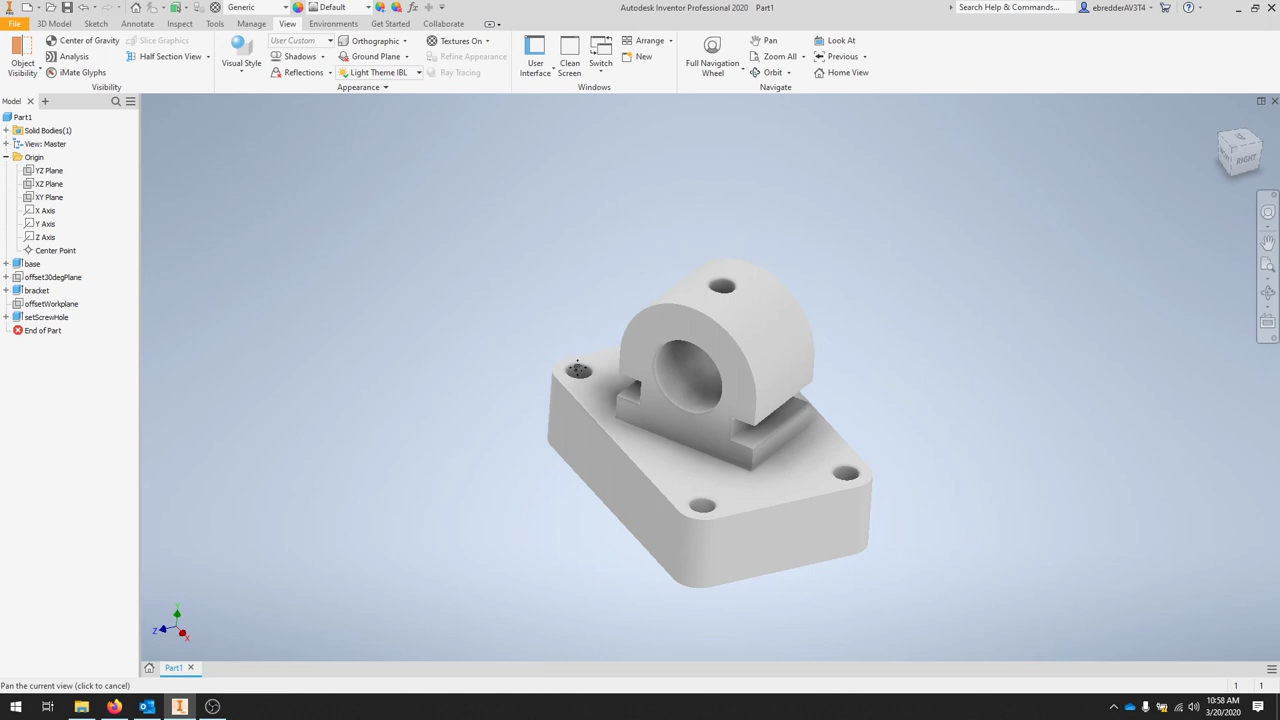 Generic
Default
Autodesk Inventor Professional 2020 Part1
Search Help & Commands...
ebredderAV3T4
File
3D Model
Sketch
Annotate
Inspect
Tools
Manage
View
Environments
Get Started
Collaborate
Object
Visibility
Center of Gravity
Analysis
iMate Glyphs
Slice Graphics
Half Section View
Visibility
Visual Style
User Custom
Shadows
Reflections
Orthographic
Ground Plane
Light Theme IBL
Textures On
Refine Appearance
Ray Tracing
Appearance
User
Interface
Clean
Screen
Switch
Arrange
New
Windows
Full Navigation
Wheel
Pan
Zoom All
Orbit
Look At
Previous
Home View
Navigate
Model
Part1
Solid Bodies(1)
View: Master
Origin
YZ Plane
XZ Plane
XY Plane
X Axis
Y Axis
Z Axis
Center Point
base
offset30degPlane
bracket
offsetWorkplane
setScrewHole
End of Part
RIGHT
Y
Z
X
Part1
Pan the current view (click to cancel)
1
1
10:58 AM
3/20/2020